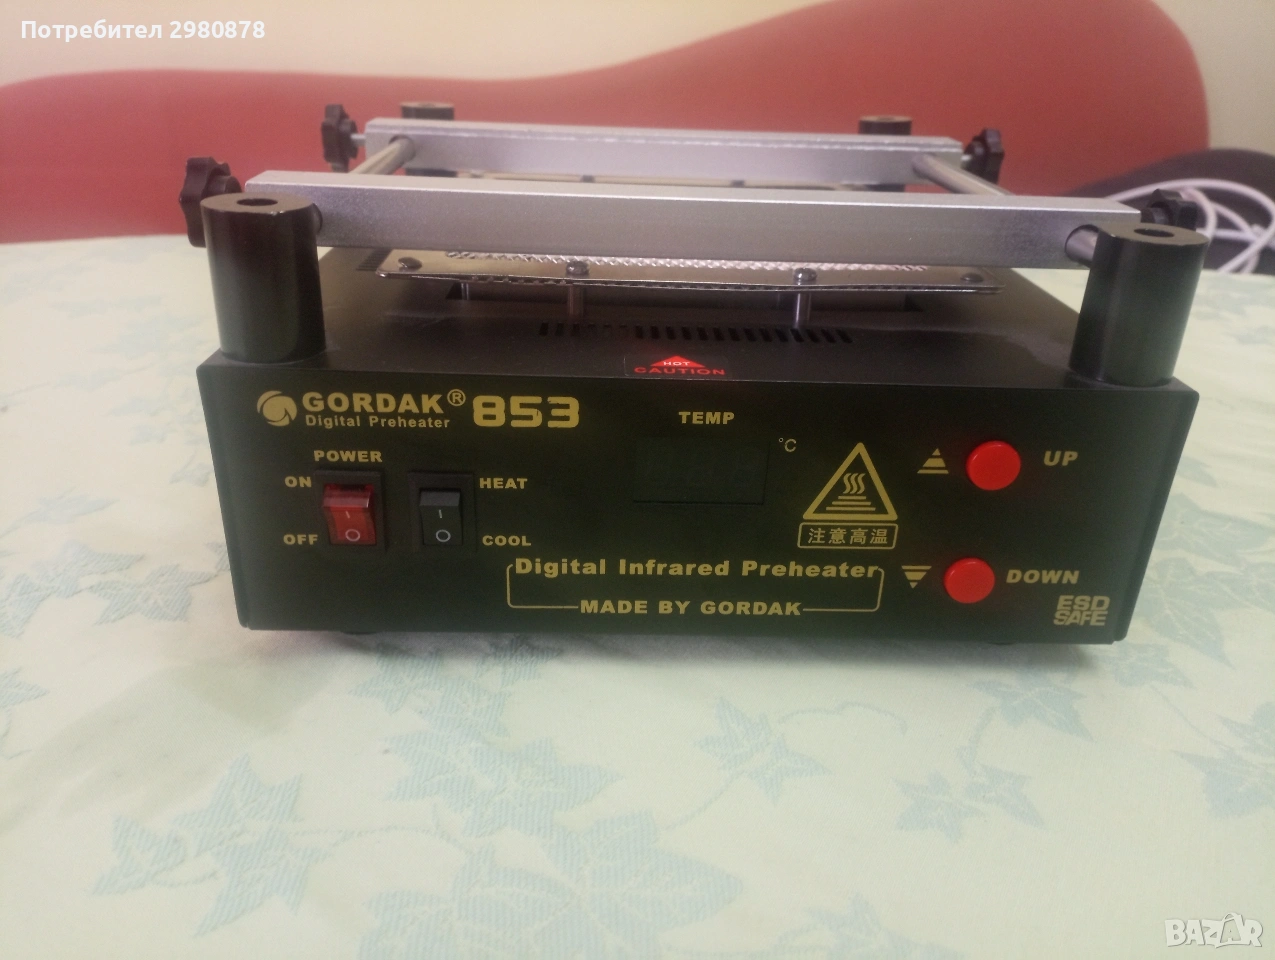 Потребител 2980878
HOT
CAUTION
GORDAK® 853
Digital Preheater
TEMP
°C
POWER
ON
OFF
HEAT
COOL
UP
DOWN
注意高温
Digital Infrared Preheater
MADE BY GORDAK
ESD
SAFE
BAZAR